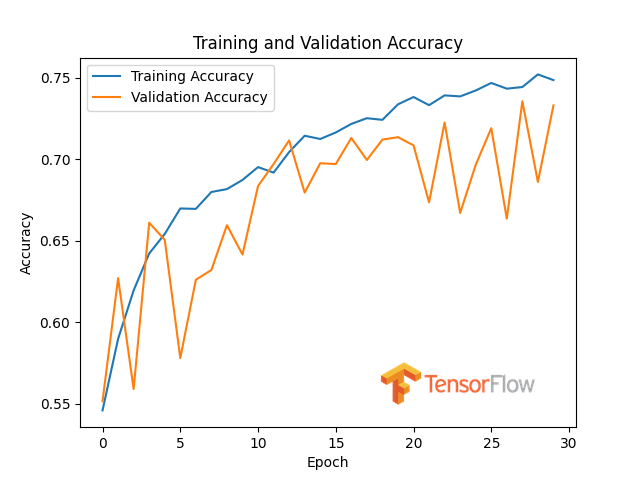 Training and Validation Accuracy
Training Accuracy
Validation Accuracy
0.75
0.70
0.65
0.60
0.55
Accuracy
TensorFlow
0 5 10 15 20 25 30
Epoch